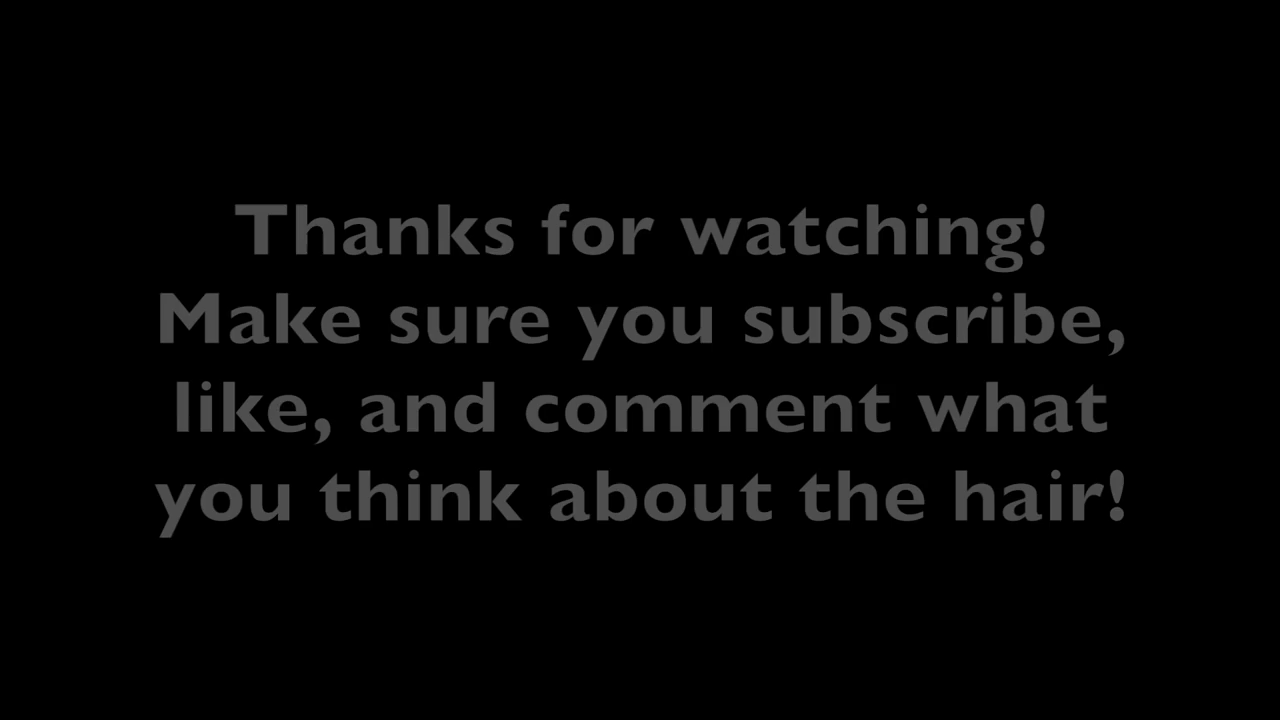 Thanks for watching!
Make sure you subscribe,
like, and comment what
you think about the hair!